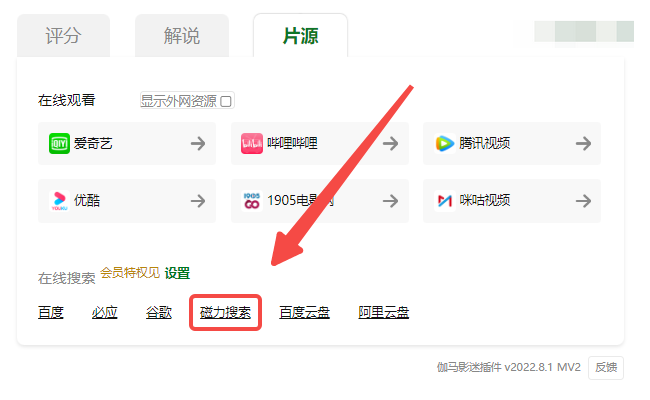 评分 解说 片源
在线观看 显示外网资源
爱奇艺 哔哩哔哩 腾讯视频
优酷 1905电影网 咪咕视频
在线搜索 会员特权见 设置
百度 必应 谷歌 磁力搜索 百度云盘 阿里云盘
伽马影迷插件 v2022.8.1 MV2 反馈